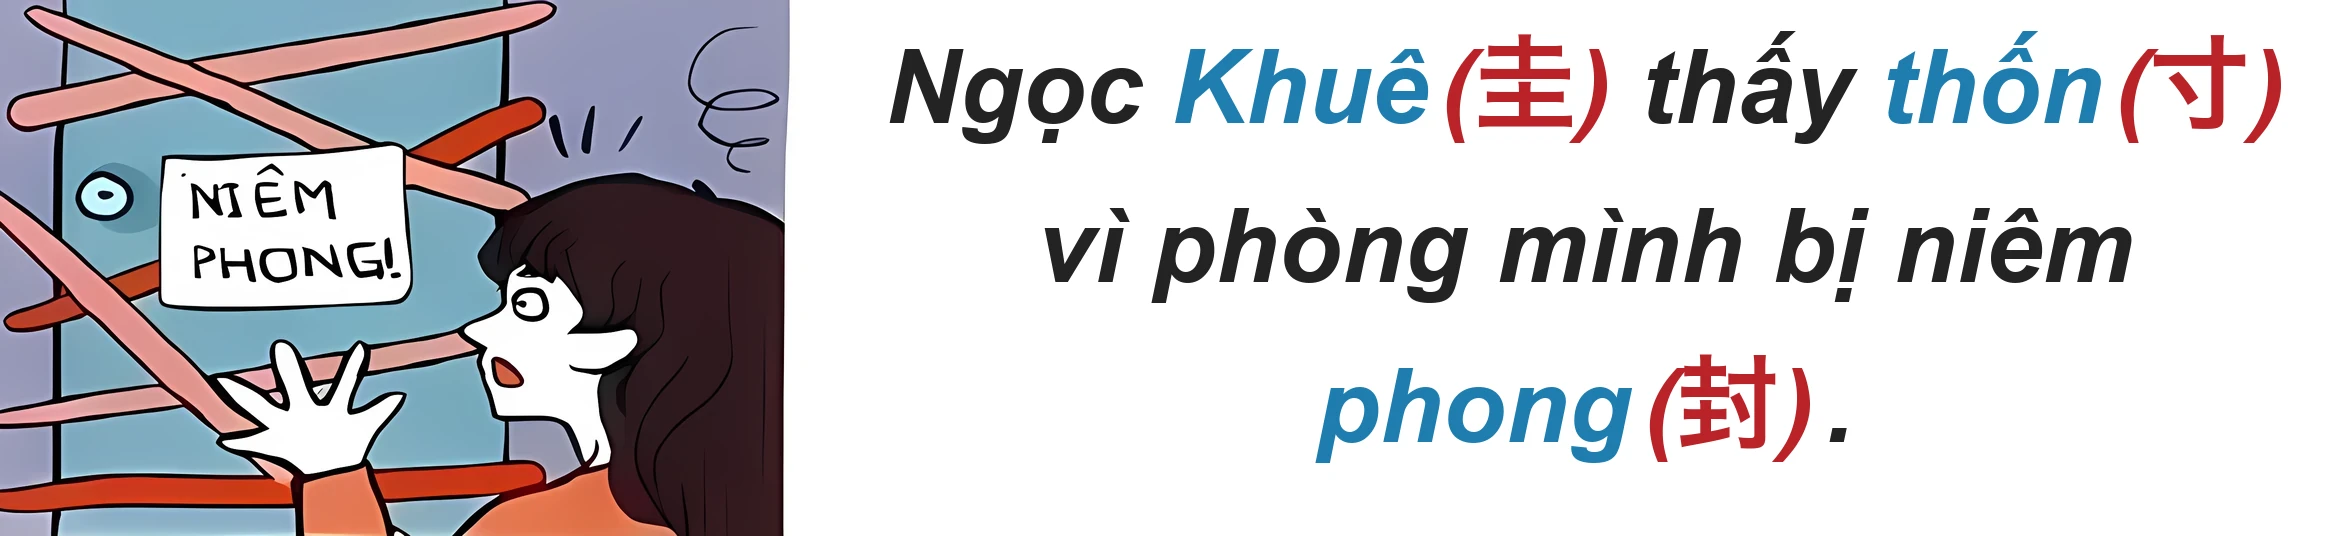 NIÊM
PHONG!
Ngọc Khuê(圭) thấy thốn(寸)
vì phòng mình bị niêm
phong(封).